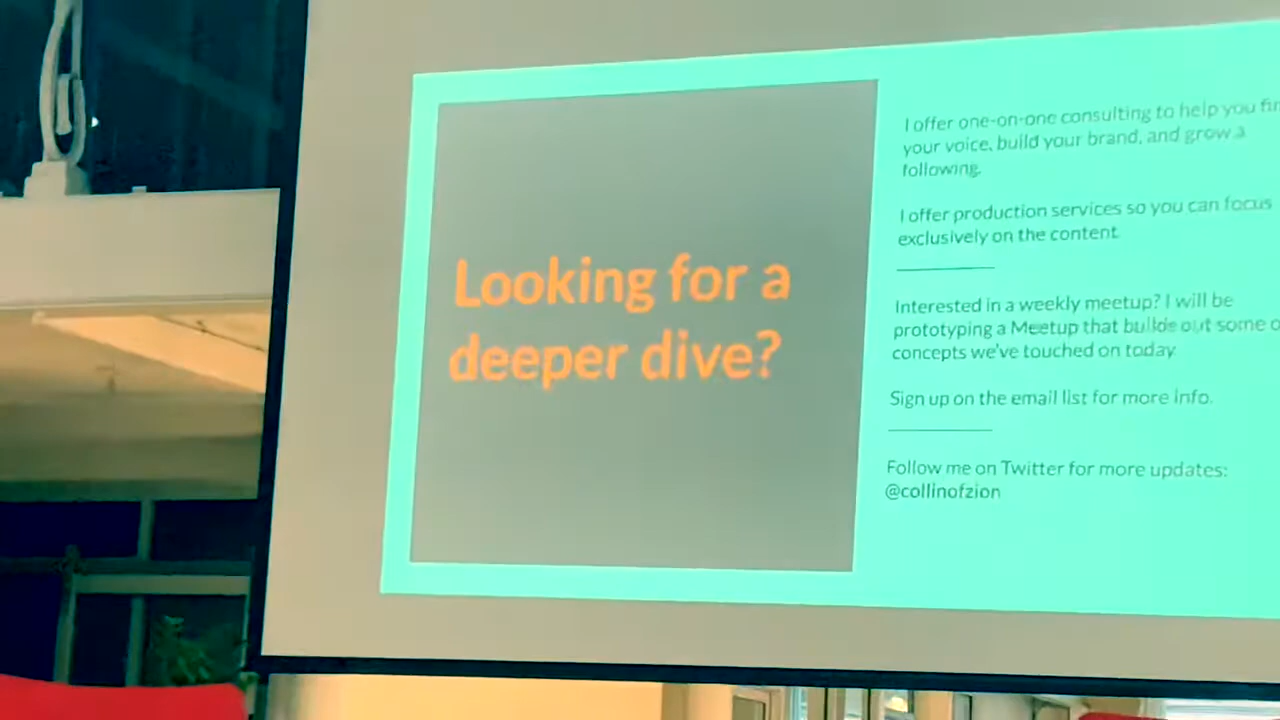 Looking for a
deeper dive?
I offer one-on-one consulting to help you
your voice, build your brand, and grow a
following.
I offer production services so you can focus
exclusively on the content.
Interested in a weekly meetup? I will be
prototyping a Meetup that builds out some
concepts we've touched on today.
Sign up on the email list for more info.
Follow me on Twitter for more updates:
@collinofzion